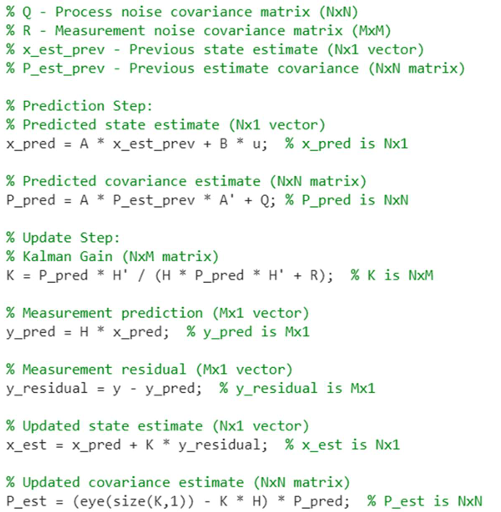 % Q - Process noise covariance matrix (NxN)
% R - Measurement noise covariance matrix (MxM)
% x_est_prev - Previous state estimate (Nx1 vector)
% P_est_prev - Previous estimate covariance (NxN matrix)
% Prediction Step:
% Predicted state estimate (Nx1 vector)
x_pred = A * x_est_prev + B * u;  % x_pred is Nx1
% Predicted covariance estimate (NxN matrix)
P_pred = A * P_est_prev * A' + Q; % P_pred is NxN
% Update Step:
% Kalman Gain (NxM matrix)
K = P_pred * H' / (H * P_pred * H' + R);  % K is NxM
% Measurement prediction (Mx1 vector)
y_pred = H * x_pred;  % y_pred is Mx1
% Measurement residual (Mx1 vector)
y_residual = y - y_pred;  % y_residual is Mx1
% Updated state estimate (Nx1 vector)
x_est = x_pred + K * y_residual;  % x_est is Nx1
% Updated covariance estimate (NxN matrix)
P_est = (eye(size(K,1)) - K * H) * P_pred;  % P_est is NxN